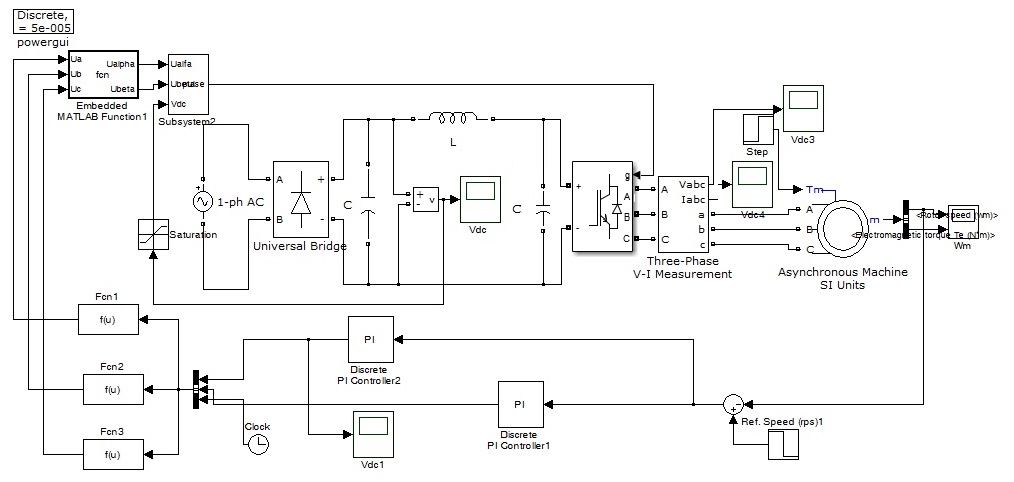 Discrete,
= 5e-005
powergui
Ua
Ub
Uc
fcn
Ualpha
Ubeta
Embedded
MATLAB Function1
Ualfa
Ubeta
pulse
Vdc
Subsystem2
1-ph AC
Saturation
A
B
+
-
Universal Bridge
C
+
-
v
L
Vdc
C
+
-
g
A
B
C
A
B
C
Vabc
Iabc
a
b
c
Three-Phase
V-I Measurement
Step
Vdc3
Vdc4
Tm
A
B
C
m
Asynchronous Machine
SI Units
<Rotor speed (wm)>
<Electromagnetic torque Te (N*m)>
Wm
Fcn1
f(u)
Fcn2
f(u)
Fcn3
f(u)
Clock
PI
Discrete
PI Controller2
Vdc1
PI
Discrete
PI Controller1
Ref. Speed (rps)1